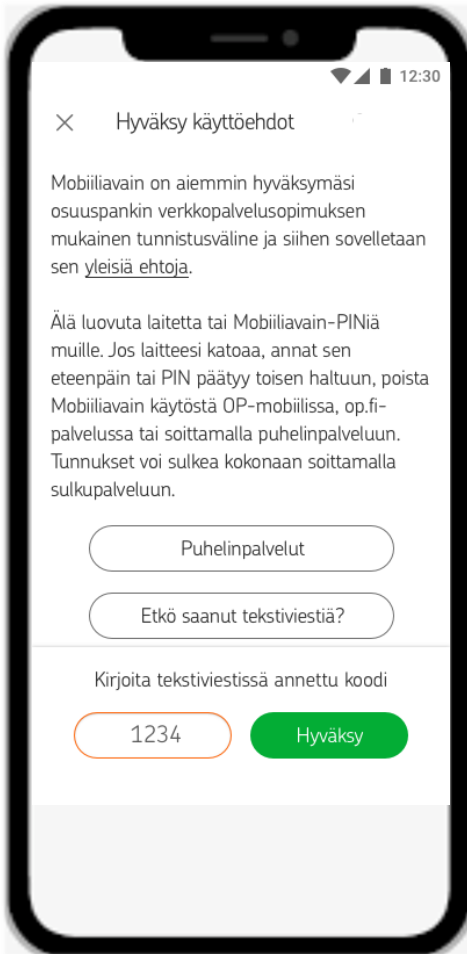 12:30
Hyväksy käyttöehdot
Mobiiliavain on aiemmin hyväksymäsi
osuuspankin verkkopalvelusopimuksen
mukainen tunnistusväline ja siihen sovelletaan
sen yleisiä ehtoja.
Älä luovuta laitetta tai Mobiiliavain-PINiä
muille. Jos laitteesi katoaa, annat sen
eteenpäin tai PIN päätyy toisen haltuun, poista
Mobiiliavain käytöstä OP-mobiilissa, op.fi-
palvelussa tai soittamalla puhelinpalveluun.
Tunnukset voi sulkea kokonaan soittamalla
sulkupalveluun.
Puhelinpalvelut
Etkö saanut tekstiviestiä?
Kirjoita tekstiviestissä annettu koodi
1234
Hyväksy